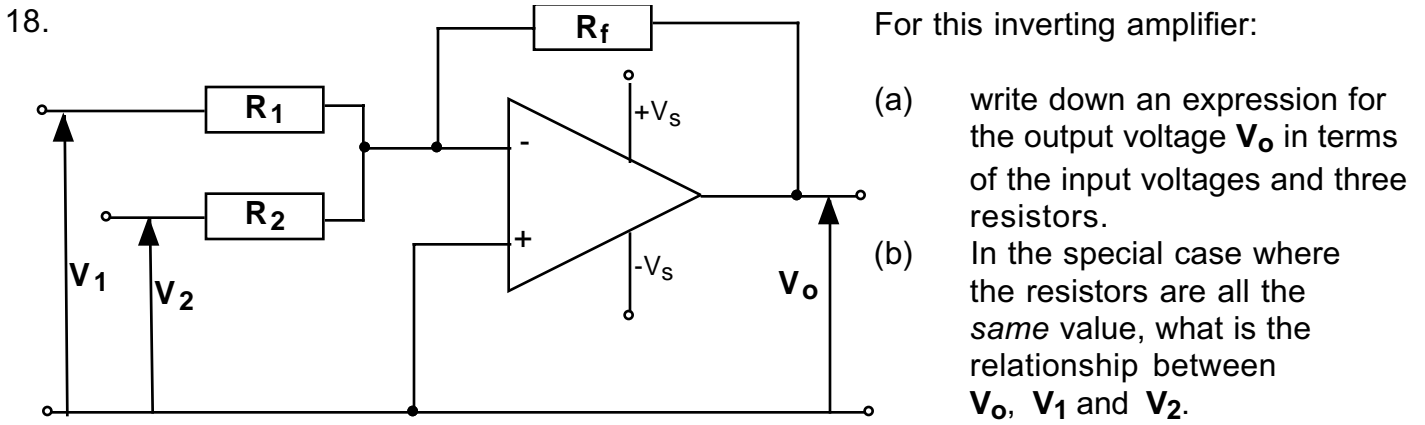 18.
R1
R2
Rf
+Vs
-
+
-Vs
V1
V2
Vo
For this inverting amplifier:
(a) write down an expression for
the output voltage Vo in terms
of the input voltages and three
resistors.
(b) In the special case where
the resistors are all the
same value, what is the
relationship between
Vo, V1 and V2.